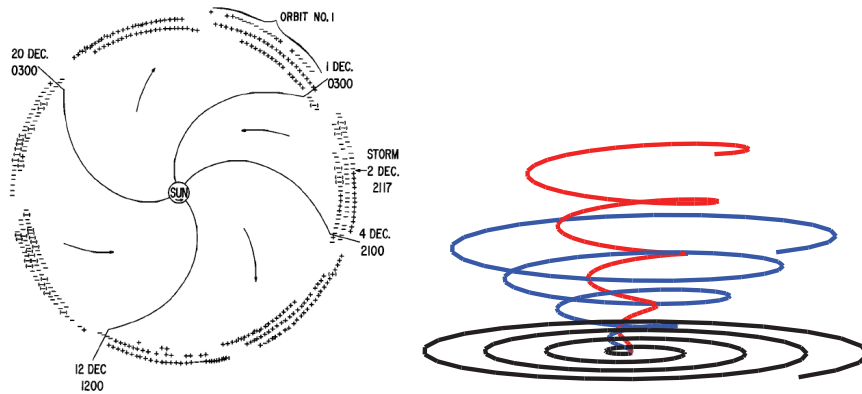 ORBIT NO.1
20 DEC.
0300
1 DEC.
0300
SUN
STORM
2 DEC.
2117
4 DEC.
2100
12 DEC
1200